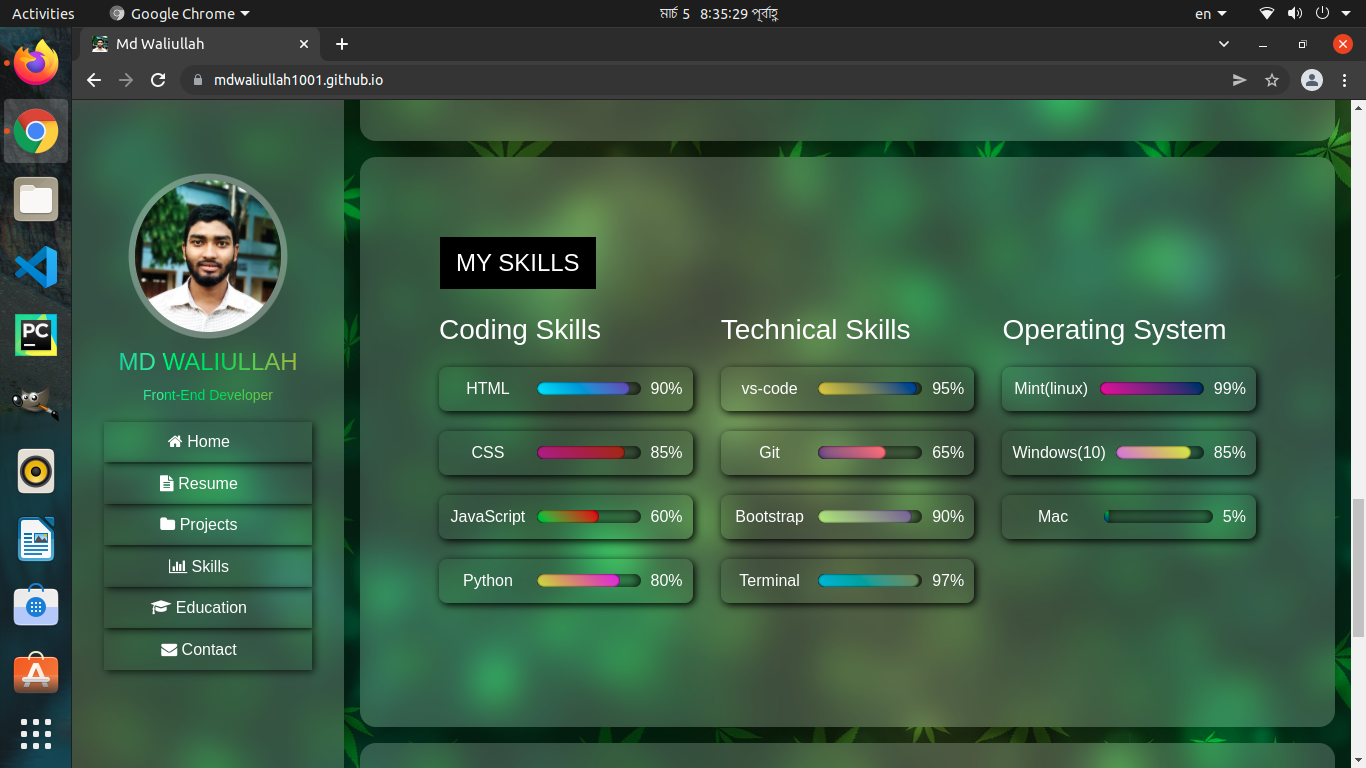 Activities Google Chrome মার্চ 5 8:35:29 পূর্বাহ্ন en
Md Waliullah
mdwaliullah1001.github.io
PC
MD WALIULLAH
Front-End Developer
Home
Resume
Projects
Skills
Education
Contact
MY SKILLS
Coding Skills
HTML 90%
CSS 85%
JavaScript 60%
Python 80%
Technical Skills
vs-code 95%
Git 65%
Bootstrap 90%
Terminal 97%
Operating System
Mint(linux) 99%
Windows(10) 85%
Mac 5%